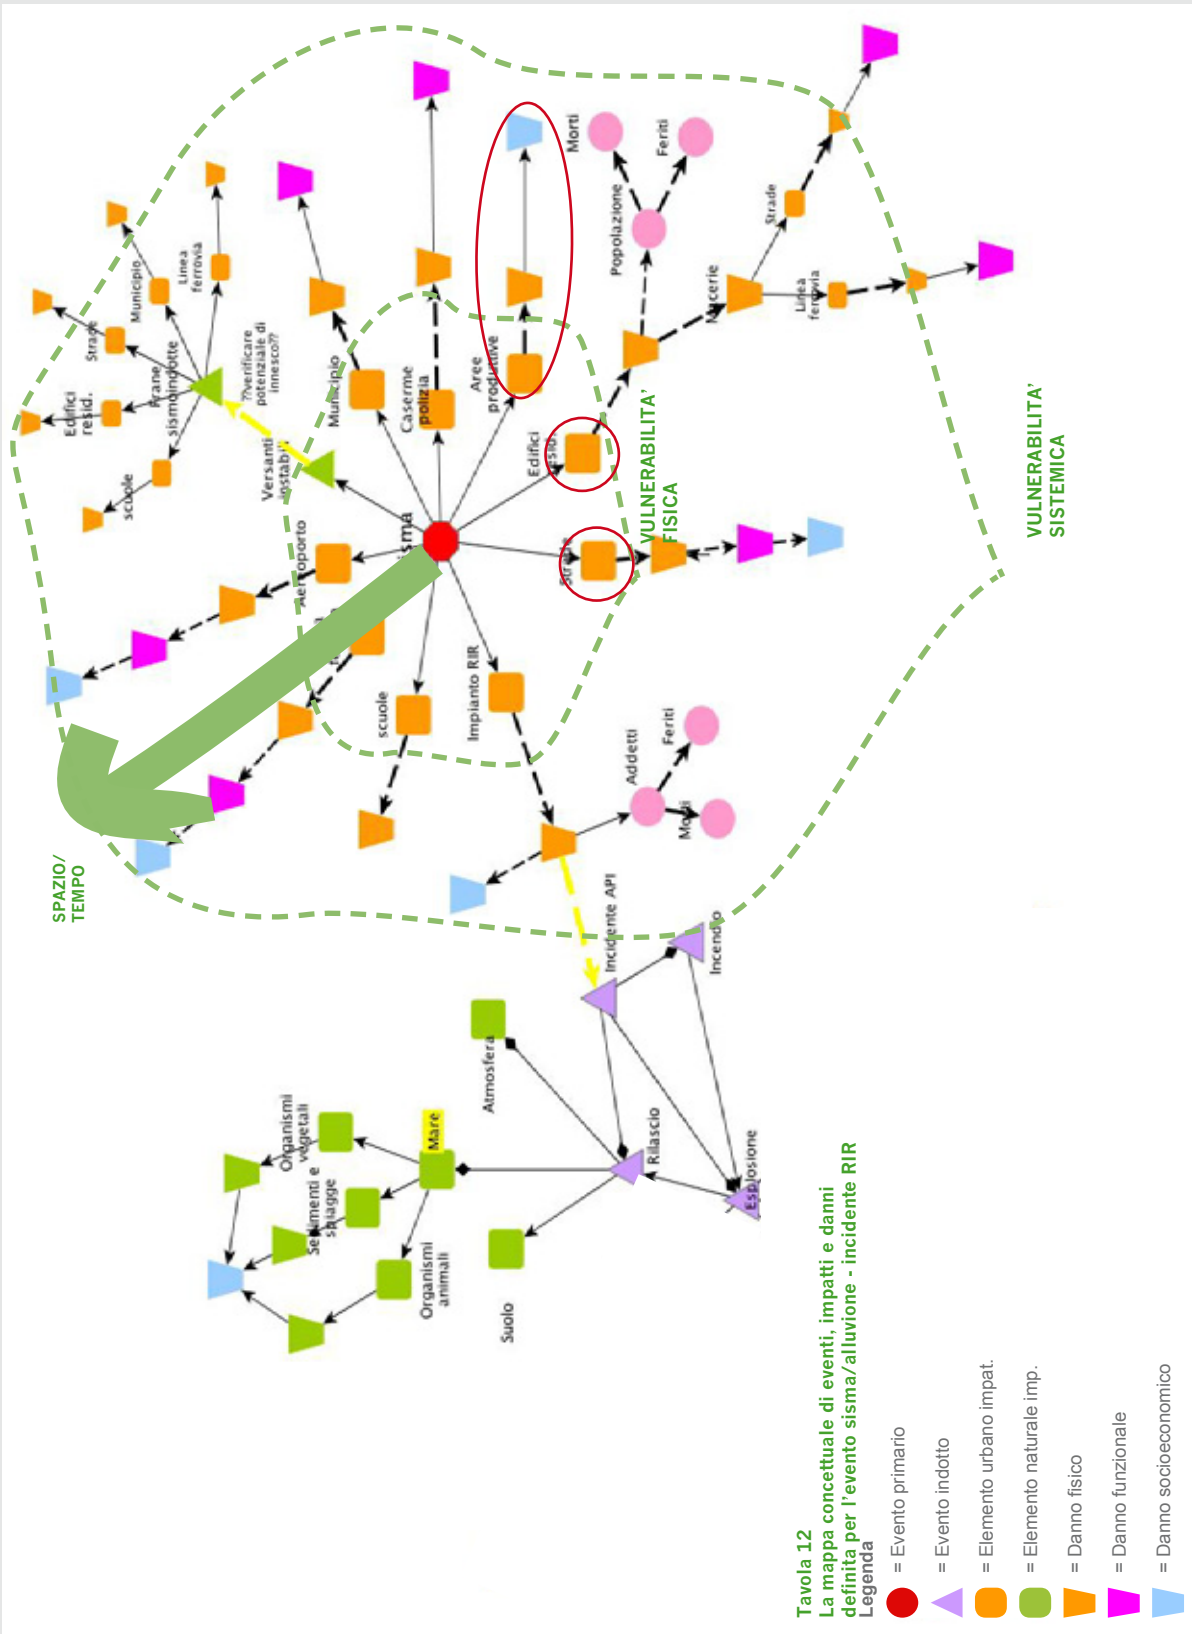 Tavola 12
La mappa concettuale di eventi, impatti e danni
definita per l'evento sisma/alluvione - incidente RIR
Legenda
= Evento primario
= Evento indotto
= Elemento urbano impat.
= Elemento naturale imp.
= Danno fisico
= Danno funzionale
= Danno socioeconomico
SPAZIO/
TEMPO
VULNERABILITA'
FISICA
VULNERABILITA'
SISTEMICA
scuole
Edifici
resid.
Strade
Municipio
Linea
ferrovia
Frane
sismoindotte
??verificare
potenziale di
innesco??
Versanti
instabili
Municipio
Caserme
polizia
Aree
produttive
Edifici
resid.
Strade
Aeroporto
scuole
Impianto RIR
Popolazione
Morti
Feriti
Macerie
Strade
Linea
ferrovia
Addetti
Feriti
Morti
Incidente API
Incendio
Esplosione
Rilascio
Atmosfera
Mare
Suolo
Organismi
vegetali
Sedimenti e
spiagge
Organismi
animali